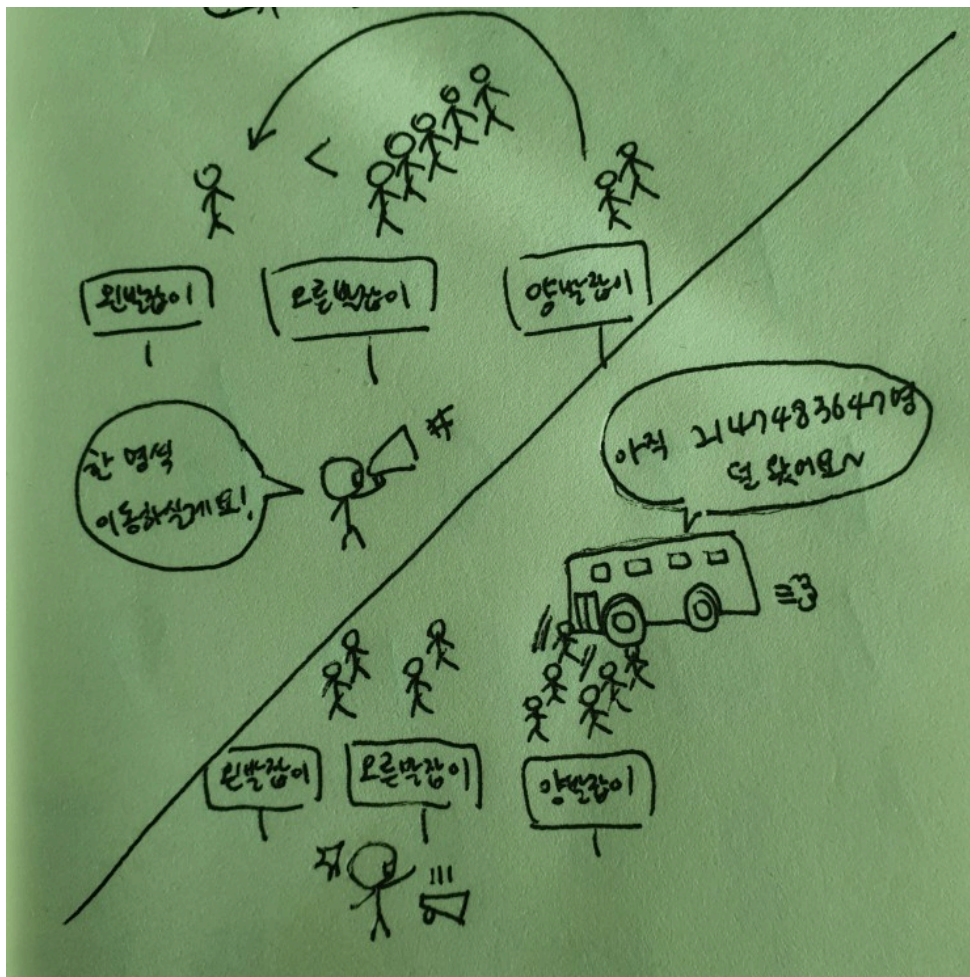 왼발잡이
오른발잡이
양발잡이
한 명씩
이동하실게요!
아직 2147483647명
덜 왔어요~
왼발잡이
오른발잡이
양발잡이